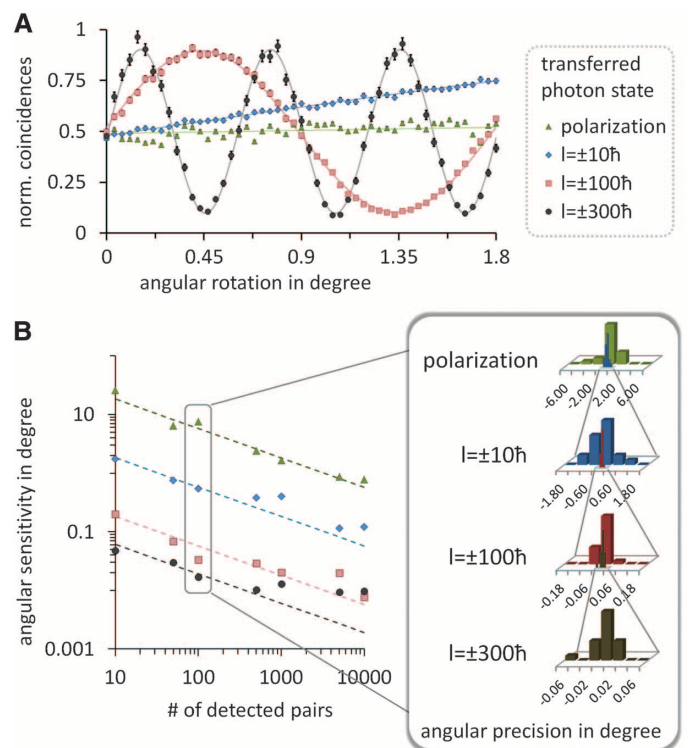 A
norm. coincidences
1
0.75
0.5
0.25
0
0 0.45 0.9 1.35 1.8
angular rotation in degree
transferred
photon state
polarization
l=±10ħ
l=±100ħ
l=±300ħ
B
angular sensitivity in degree
10
0.1
0.001
10 100 1000 10000
# of detected pairs
polarization
-6.00 -2.00 2.00 6.00
l=±10ħ
-1.80 -0.60 0.60 1.80
l=±100ħ
-0.18 -0.06 0.06 0.18
l=±300ħ
-0.06 -0.02 0.02 0.06
angular precision in degree